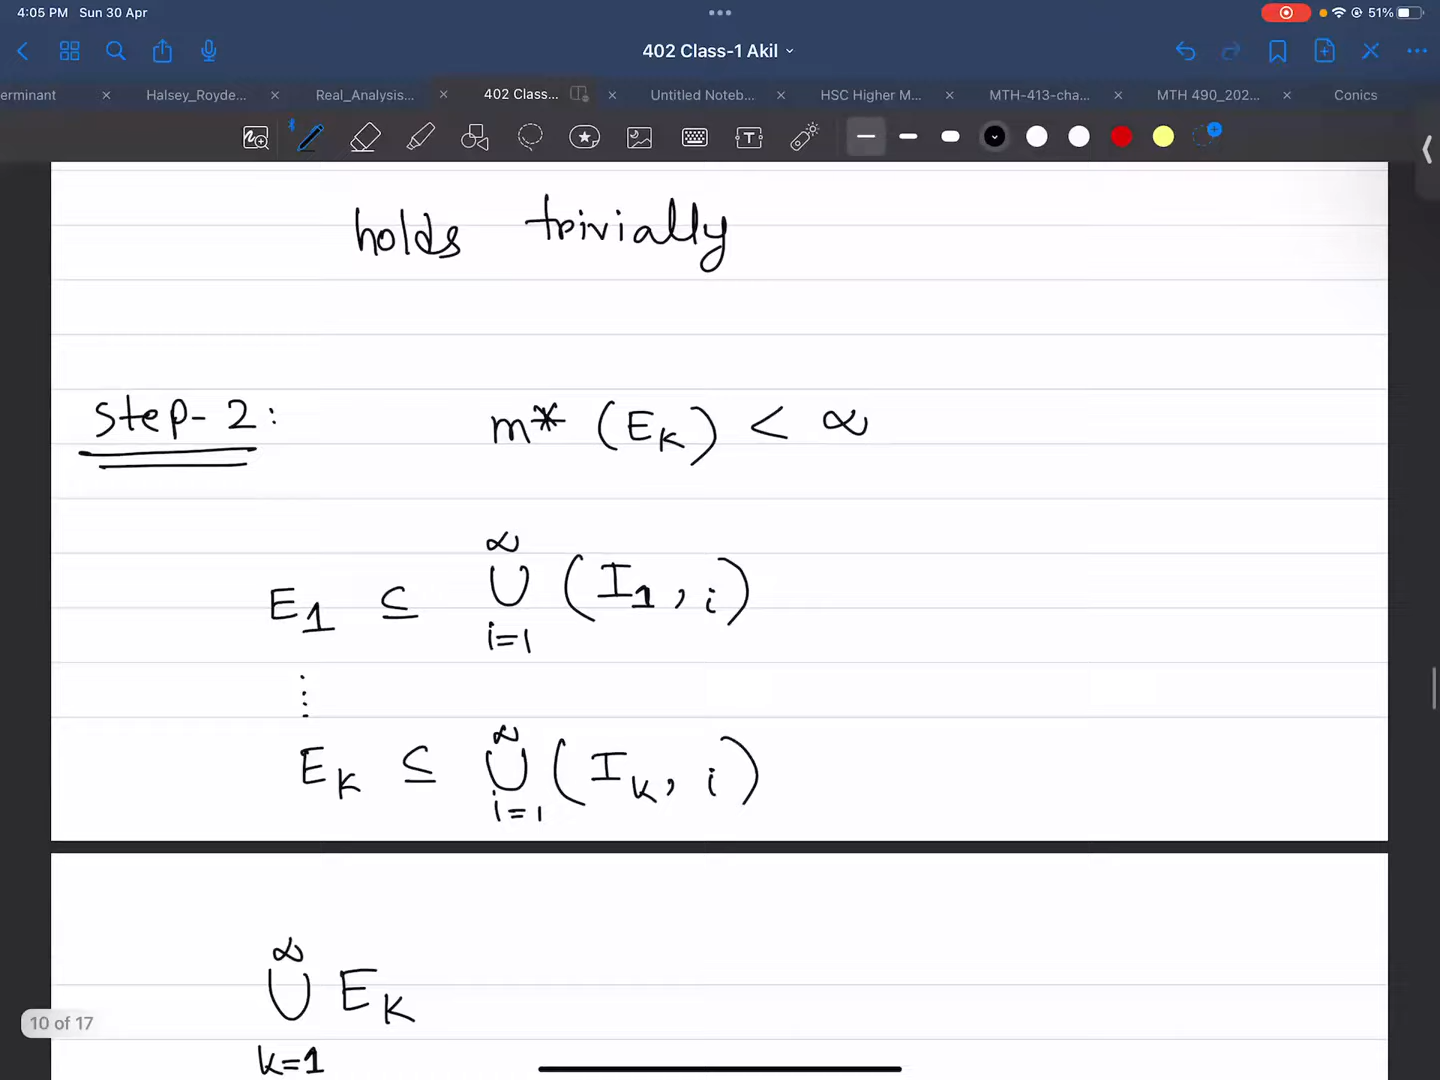 4:05 PM Sun 30 Apr
51%
402 Class-1 Akil
erminant
Halsey_Royde...
Real_Analysis...
402 Class...
Untitled Noteb...
HSC Higher M...
MTH-413-cha...
MTH 490_202...
Conics
holds trivially
Step-2: m* (E_k) < ∞
E_1 ⊆ ∞ ∪ i=1 (I_1, i)
⋮
E_k ⊆ ∞ ∪ i=1 (I_k, i)
∞ ∪ k=1 E_k
10 of 17